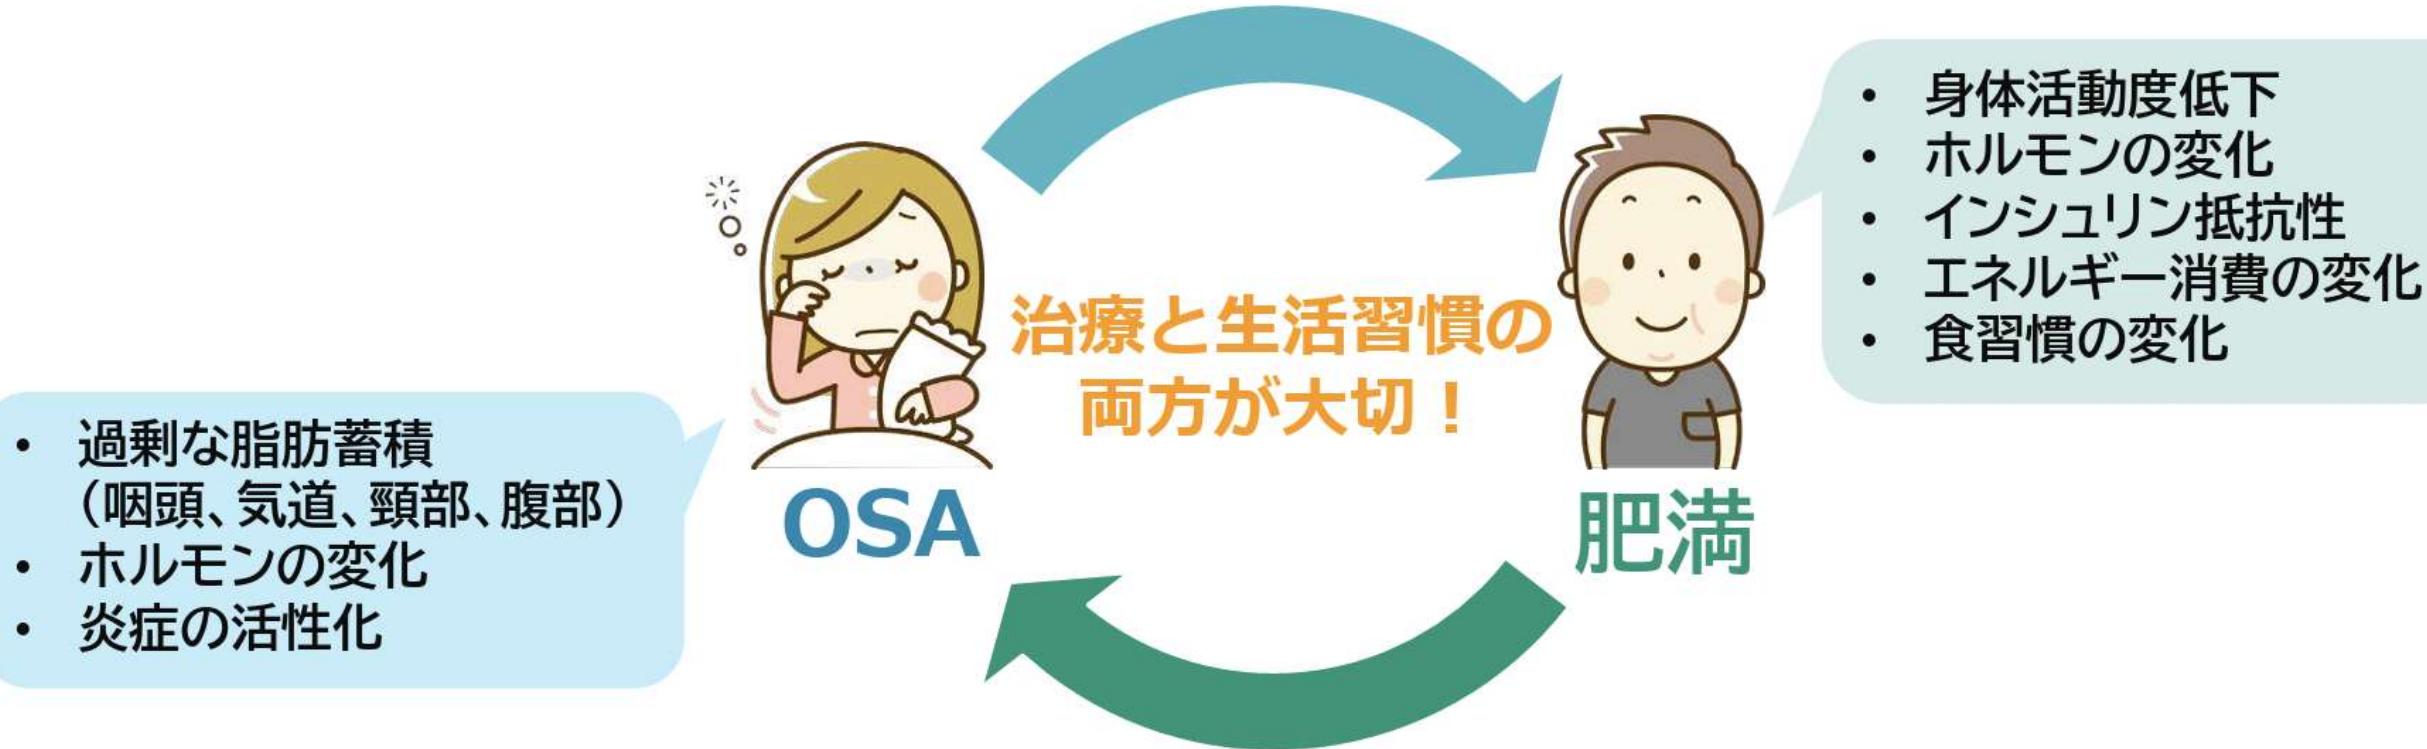 • 身体活動度低下
• ホルモンの変化
• インシュリン抵抗性
• エネルギー消費の変化
• 食習慣の変化
治療と生活習慣の
両方が大切！
• 過剰な脂肪蓄積
（咽頭、気道、頸部、腹部）
• ホルモンの変化
• 炎症の活性化
OSA
肥満